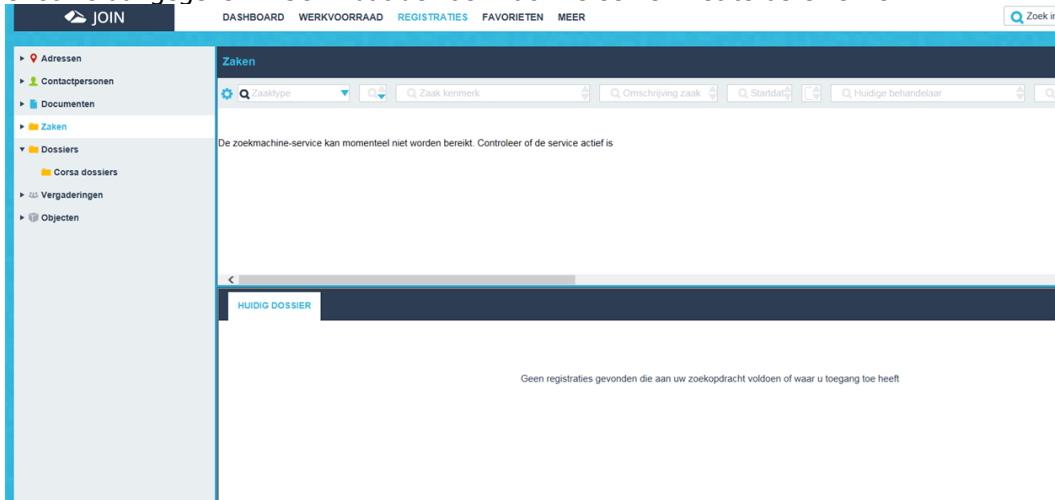 JOIN
DASHBOARD WERKVOORRAAD REGISTRATIES FAVORIETEN MEER
Zoek in
Adressen
Contactpersonen
Documenten
Zaken
Dossiers
Corsa dossiers
Vergaderingen
Objecten
Zaken
Zaaktype Zaak kenmerk Omschrijving zaak Startdat Huidige behandelaar
De zoekmachine-service kan momenteel niet worden bereikt. Controleer of de service actief is
HUIDIG DOSSIER
Geen registraties gevonden die aan uw zoekopdracht voldoen of waar u toegang toe heeft